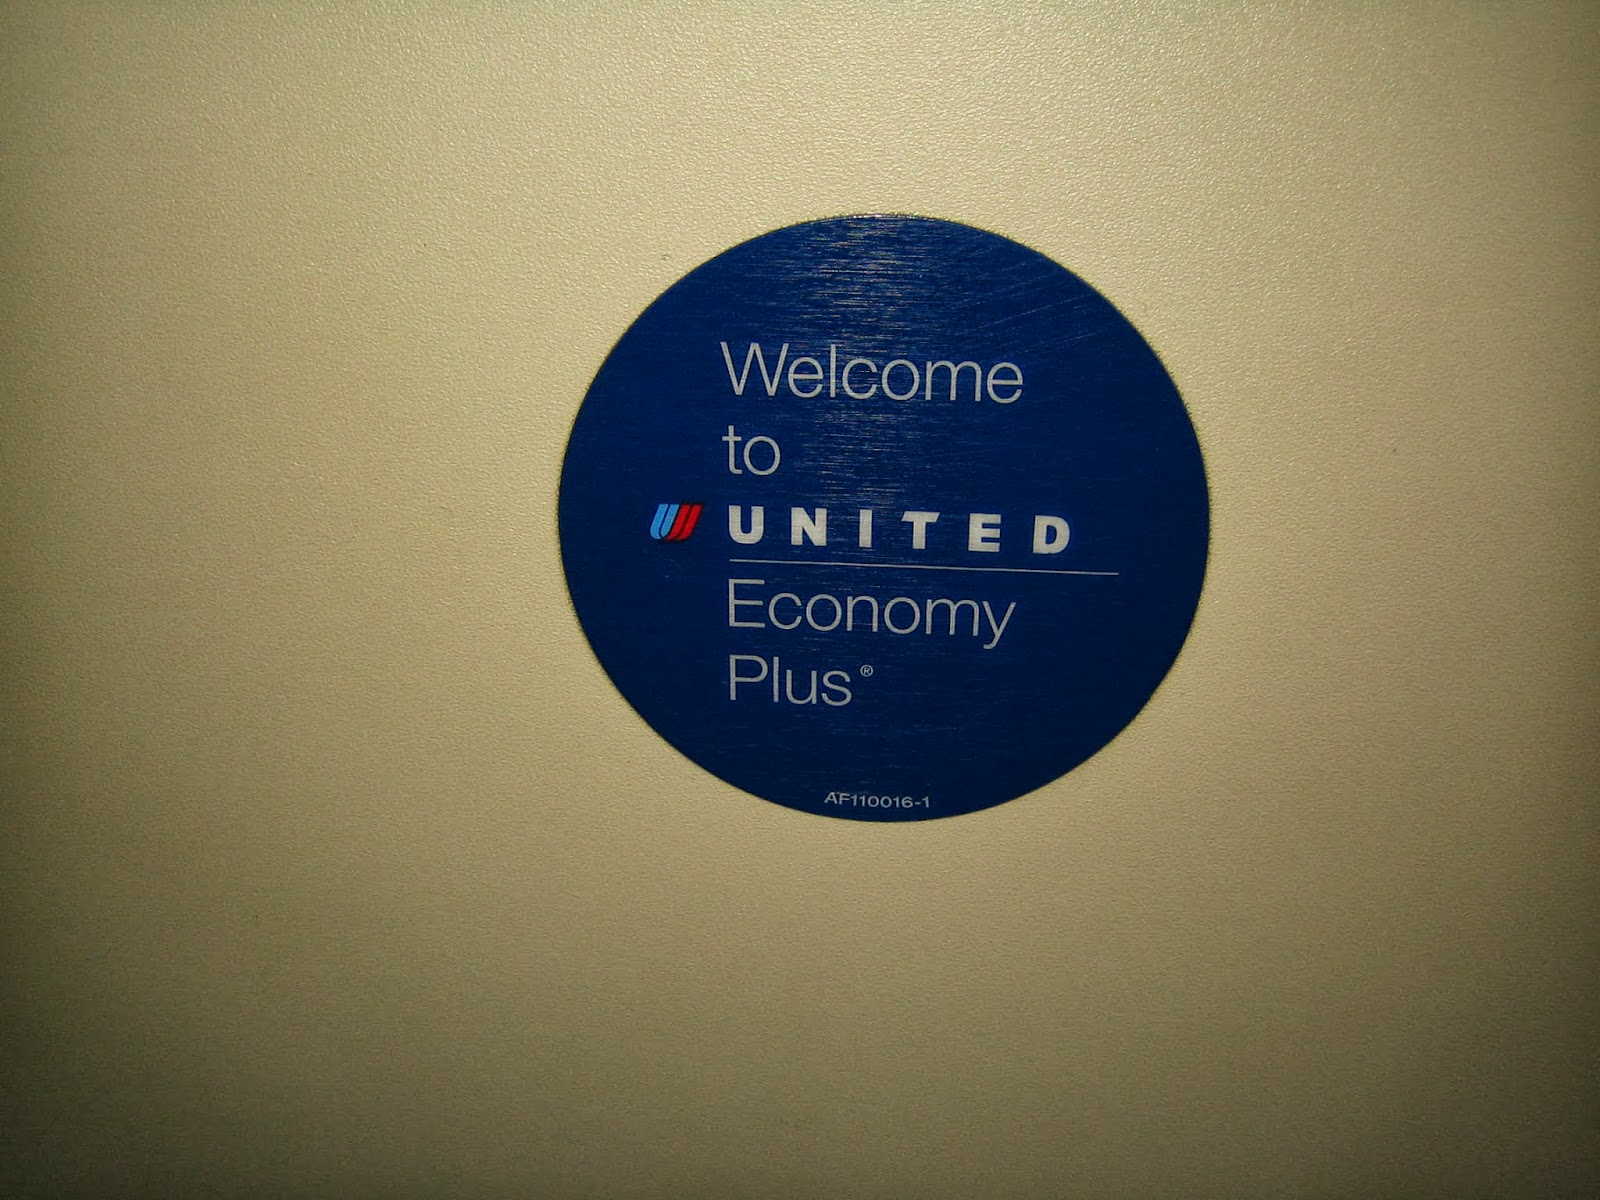 Welcome
to
UNITED
Economy
Plus®
AF110016-1